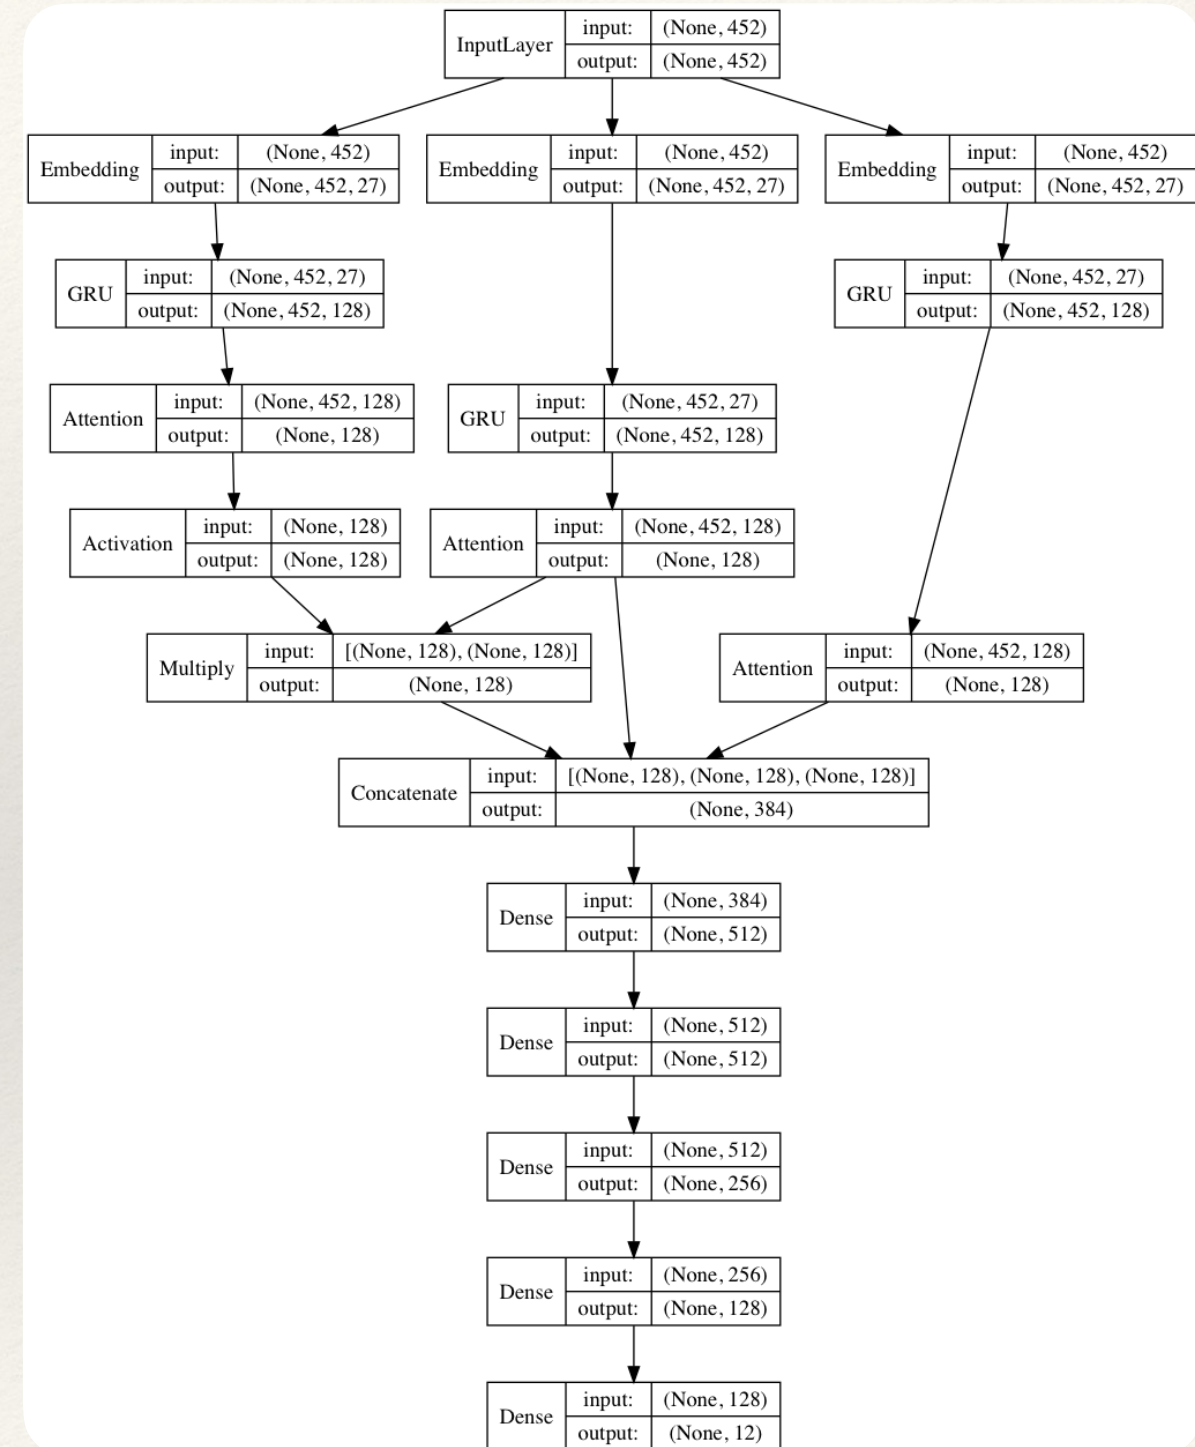 InputLayer input: (None, 452)
output: (None, 452)
Embedding input: (None, 452)
output: (None, 452, 27)
Embedding input: (None, 452)
output: (None, 452, 27)
Embedding input: (None, 452)
output: (None, 452, 27)
GRU input: (None, 452, 27)
output: (None, 452, 128)
GRU input: (None, 452, 27)
output: (None, 452, 128)
Attention input: (None, 452, 128)
output: (None, 128)
GRU input: (None, 452, 27)
output: (None, 452, 128)
Activation input: (None, 128)
output: (None, 128)
Attention input: (None, 452, 128)
output: (None, 128)
Multiply input: [(None, 128), (None, 128)]
output: (None, 128)
Attention input: (None, 452, 128)
output: (None, 128)
Concatenate input: [(None, 128), (None, 128), (None, 128)]
output: (None, 384)
Dense input: (None, 384)
output: (None, 512)
Dense input: (None, 512)
output: (None, 512)
Dense input: (None, 512)
output: (None, 256)
Dense input: (None, 256)
output: (None, 128)
Dense input: (None, 128)
output: (None, 12)